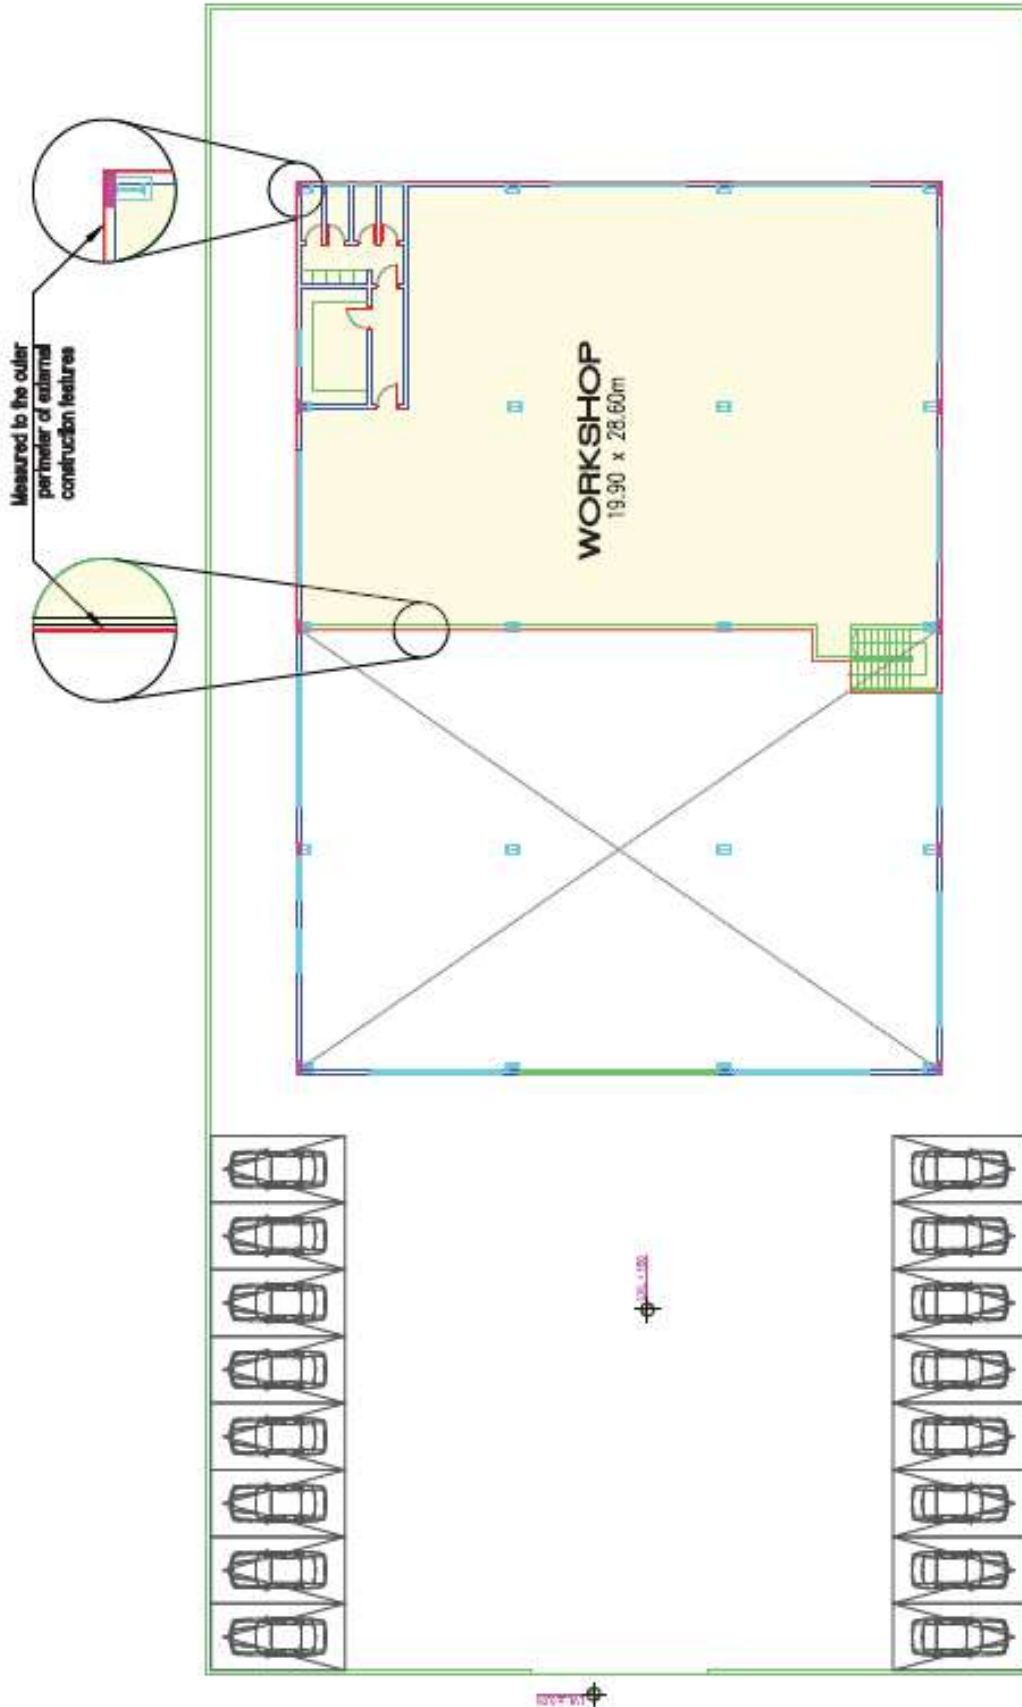 Measured to the outer
perimeter of external
construction features
WORKSHOP
19.90 x 28.60m